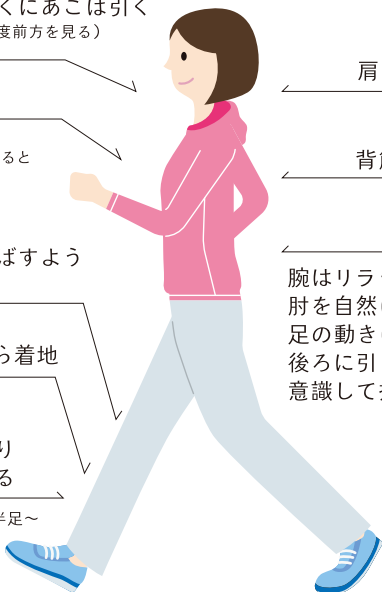 くにあごは引く
度前方を見る）
ると
ばすよう
ら着地
り
る
半足～
肩
背
腕はリラ
肘を自然
足の動き
後ろに引
意識して